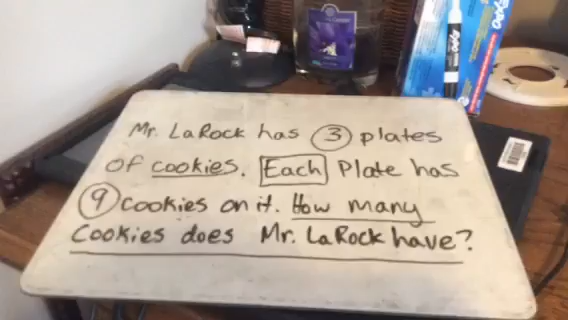 Mr. LaRock has 3 plates
of cookies. Each Plate has
9 cookies on it. How many
Cookies does Mr. LaRock have?
EXPO